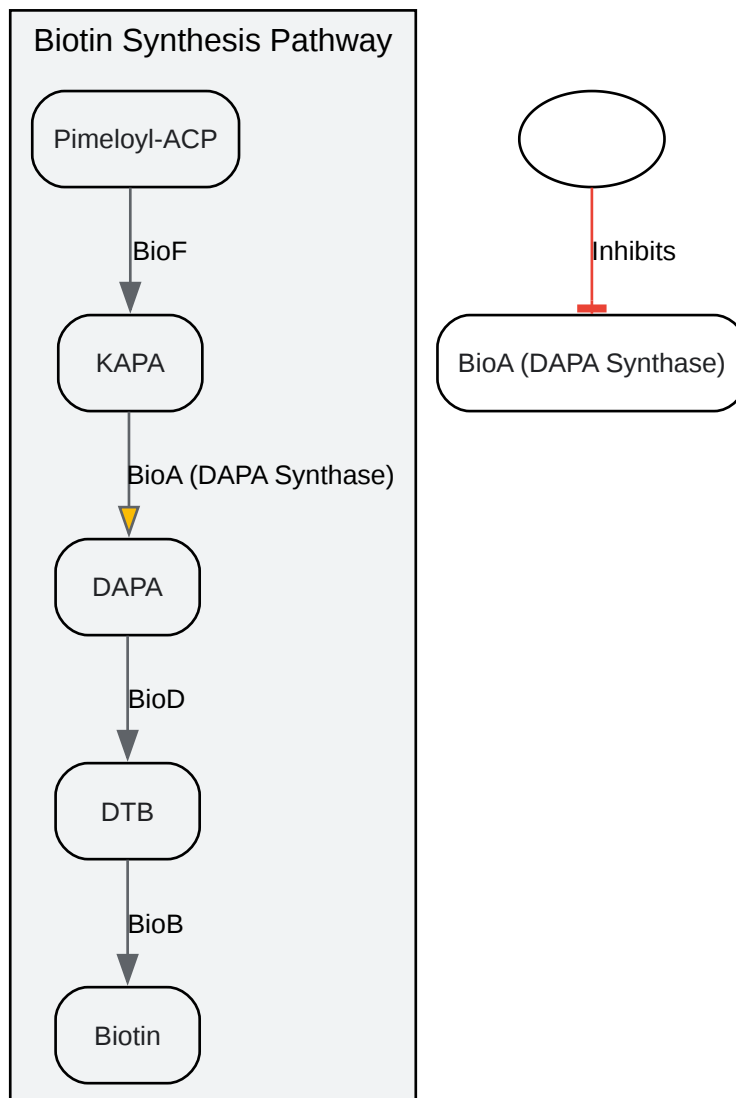 Biotin Synthesis Pathway
Pimeloyl-ACP
BioF
Inhibits
KAPA
BioA (DAPA Synthase)
BioA (DAPA Synthase)
DAPA
BioD
DTB
BioB
Biotin